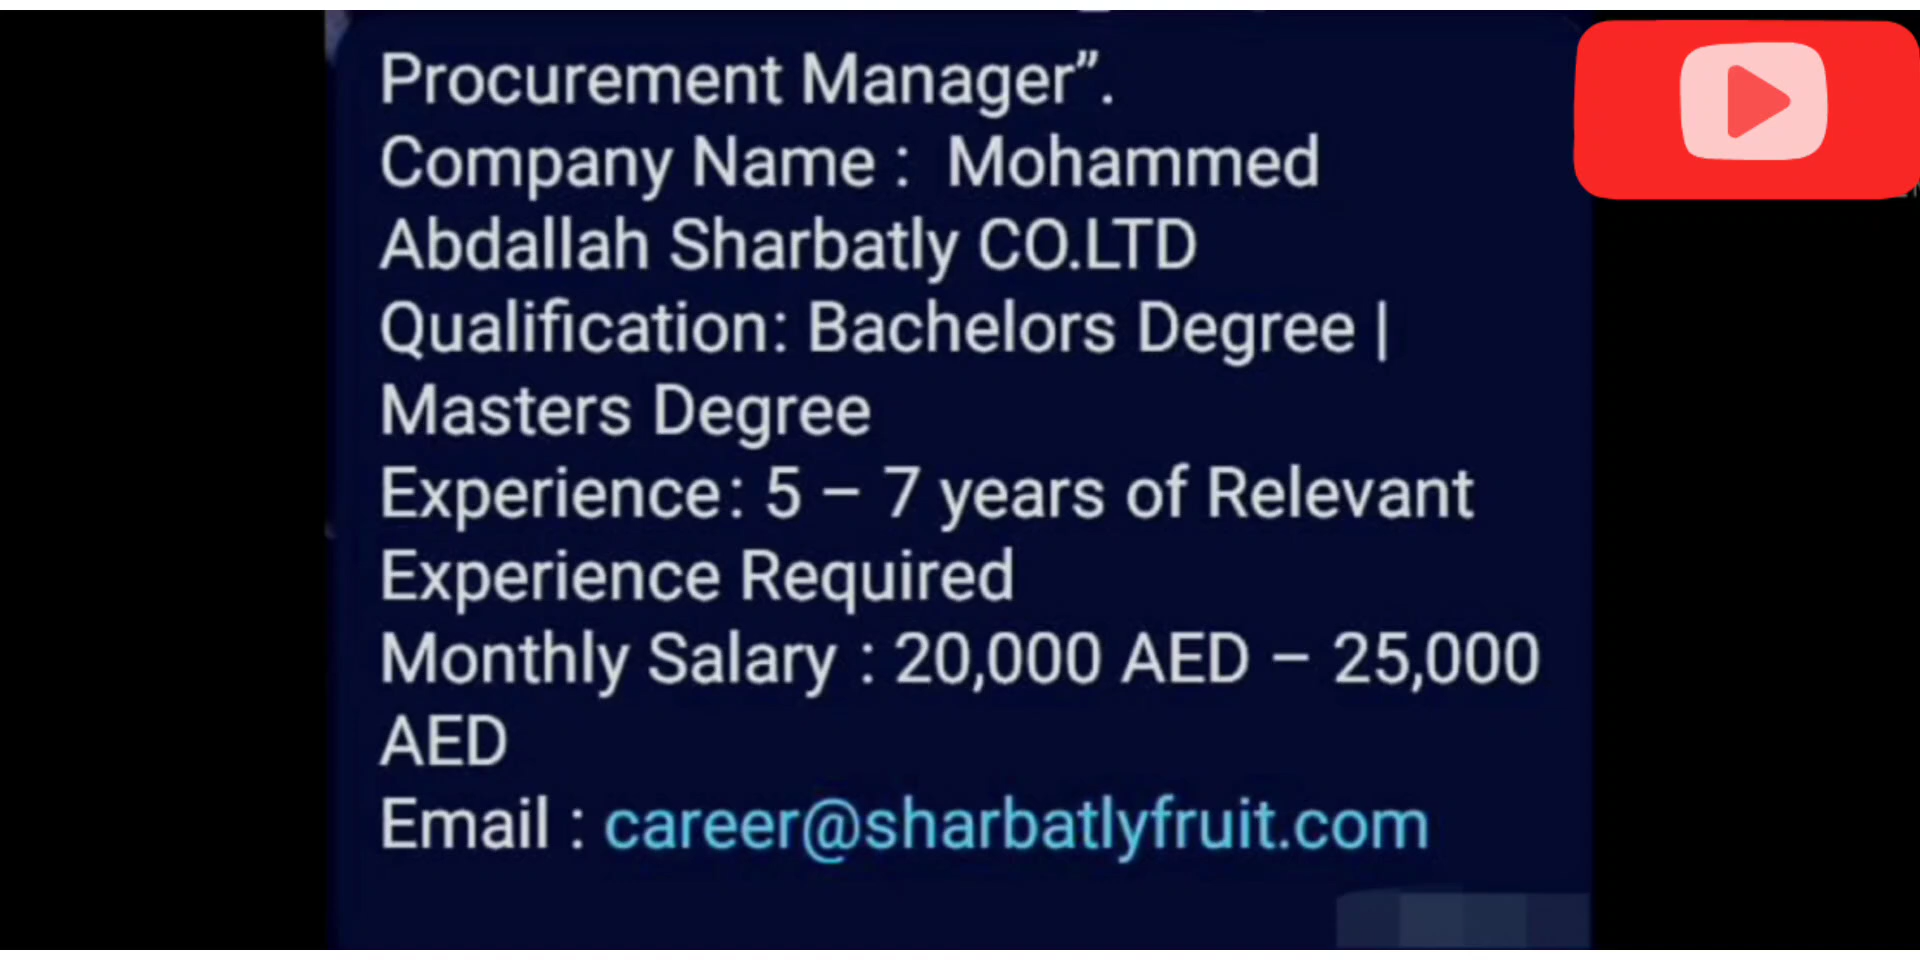 Procurement Manager”.
Company Name :  Mohammed
Abdallah Sharbatly CO.LTD
Qualification: Bachelors Degree |
Masters Degree
Experience: 5 – 7 years of Relevant
Experience Required
Monthly Salary : 20,000 AED – 25,000
AED
Email : career@sharbatlyfruit.com